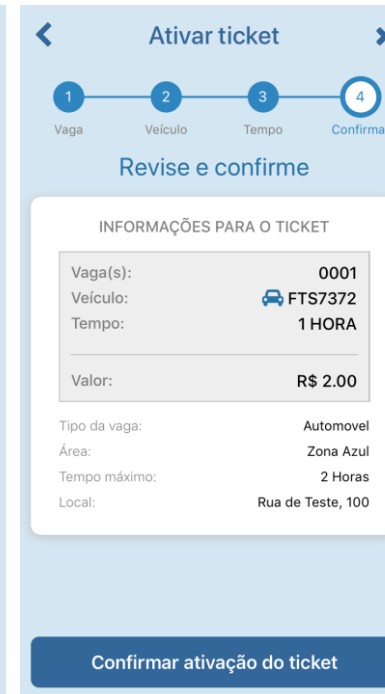 Ativar ticket
1 2 3 4
Vaga Veículo Tempo Confirma
Revise e confirme
INFORMAÇÕES PARA O TICKET
Vaga(s): 0001
Veículo: FTS7372
Tempo: 1 HORA
Valor: R$ 2.00
Tipo da vaga: Automovel
Área: Zona Azul
Tempo máximo: 2 Horas
Local: Rua de Teste, 100
Confirmar ativação do ticket